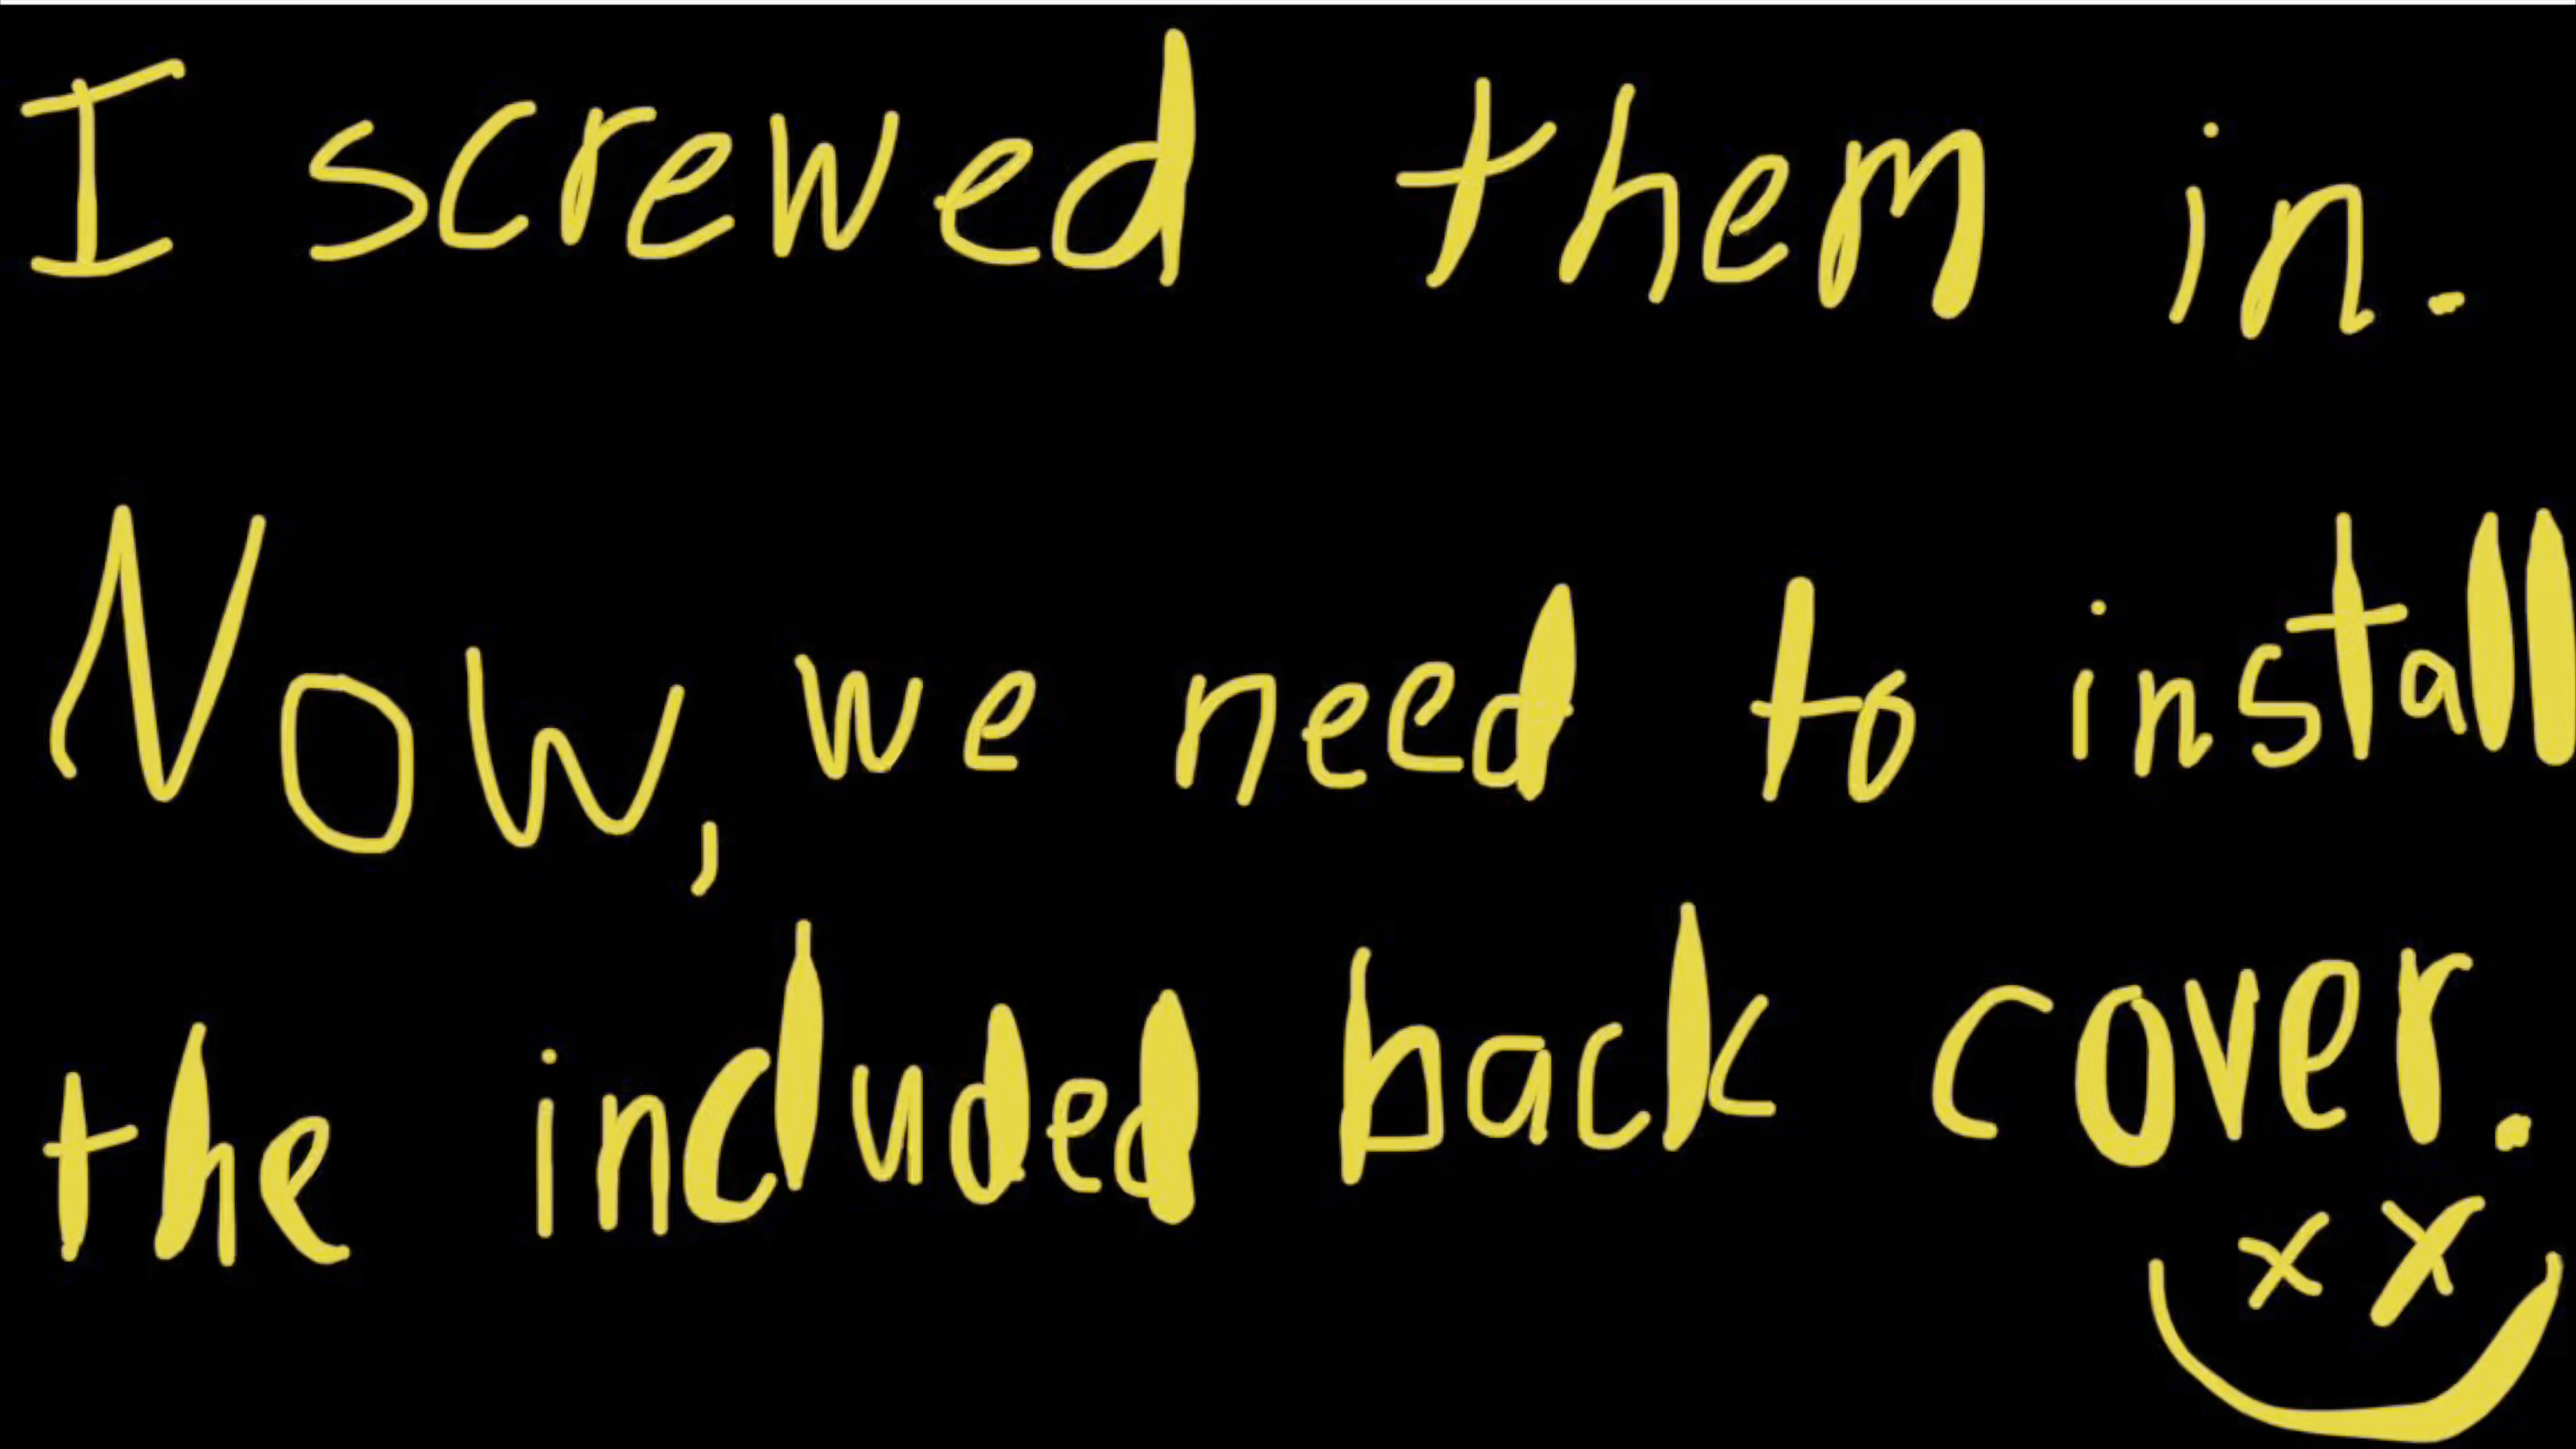 I screwed them in.
Now, we need to install
the included back cover.